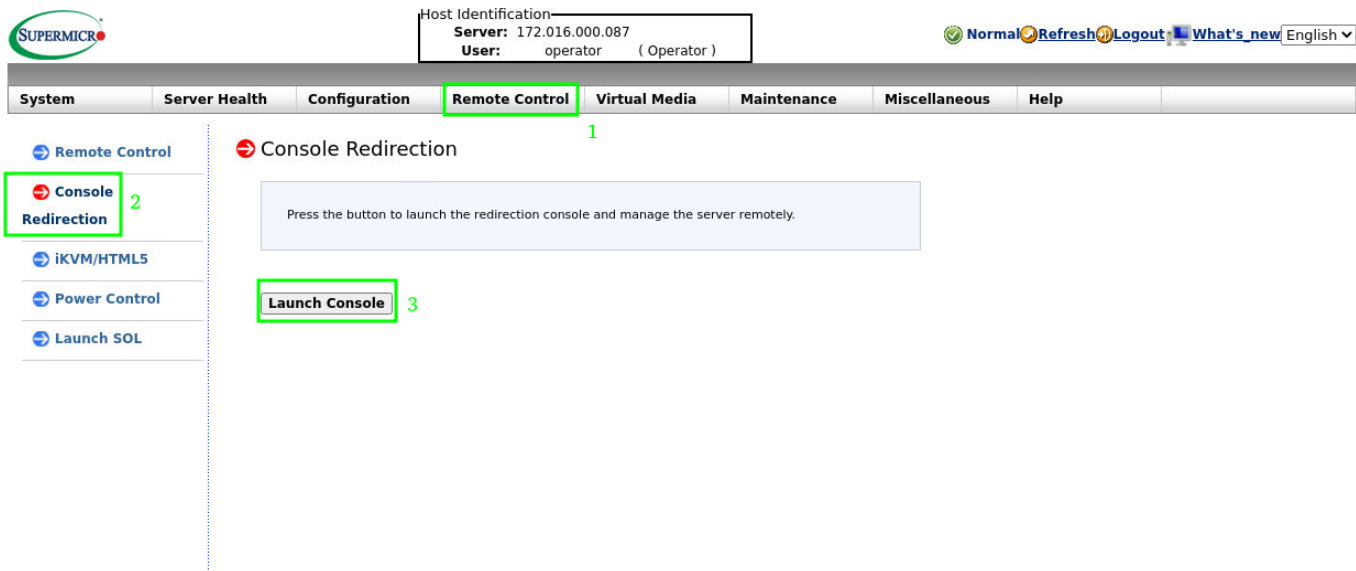 SUPERMICR
Host Identification
Server: 172.016.000.087
User: operator ( Operator )
Normal Refresh Logout What's_new English
System Server Health Configuration Remote Control Virtual Media Maintenance Miscellaneous Help
1
Remote Control
Console
Redirection
2
iKVM/HTML5
Power Control
Launch SOL
Console Redirection
Press the button to launch the redirection console and manage the server remotely.
Launch Console
3